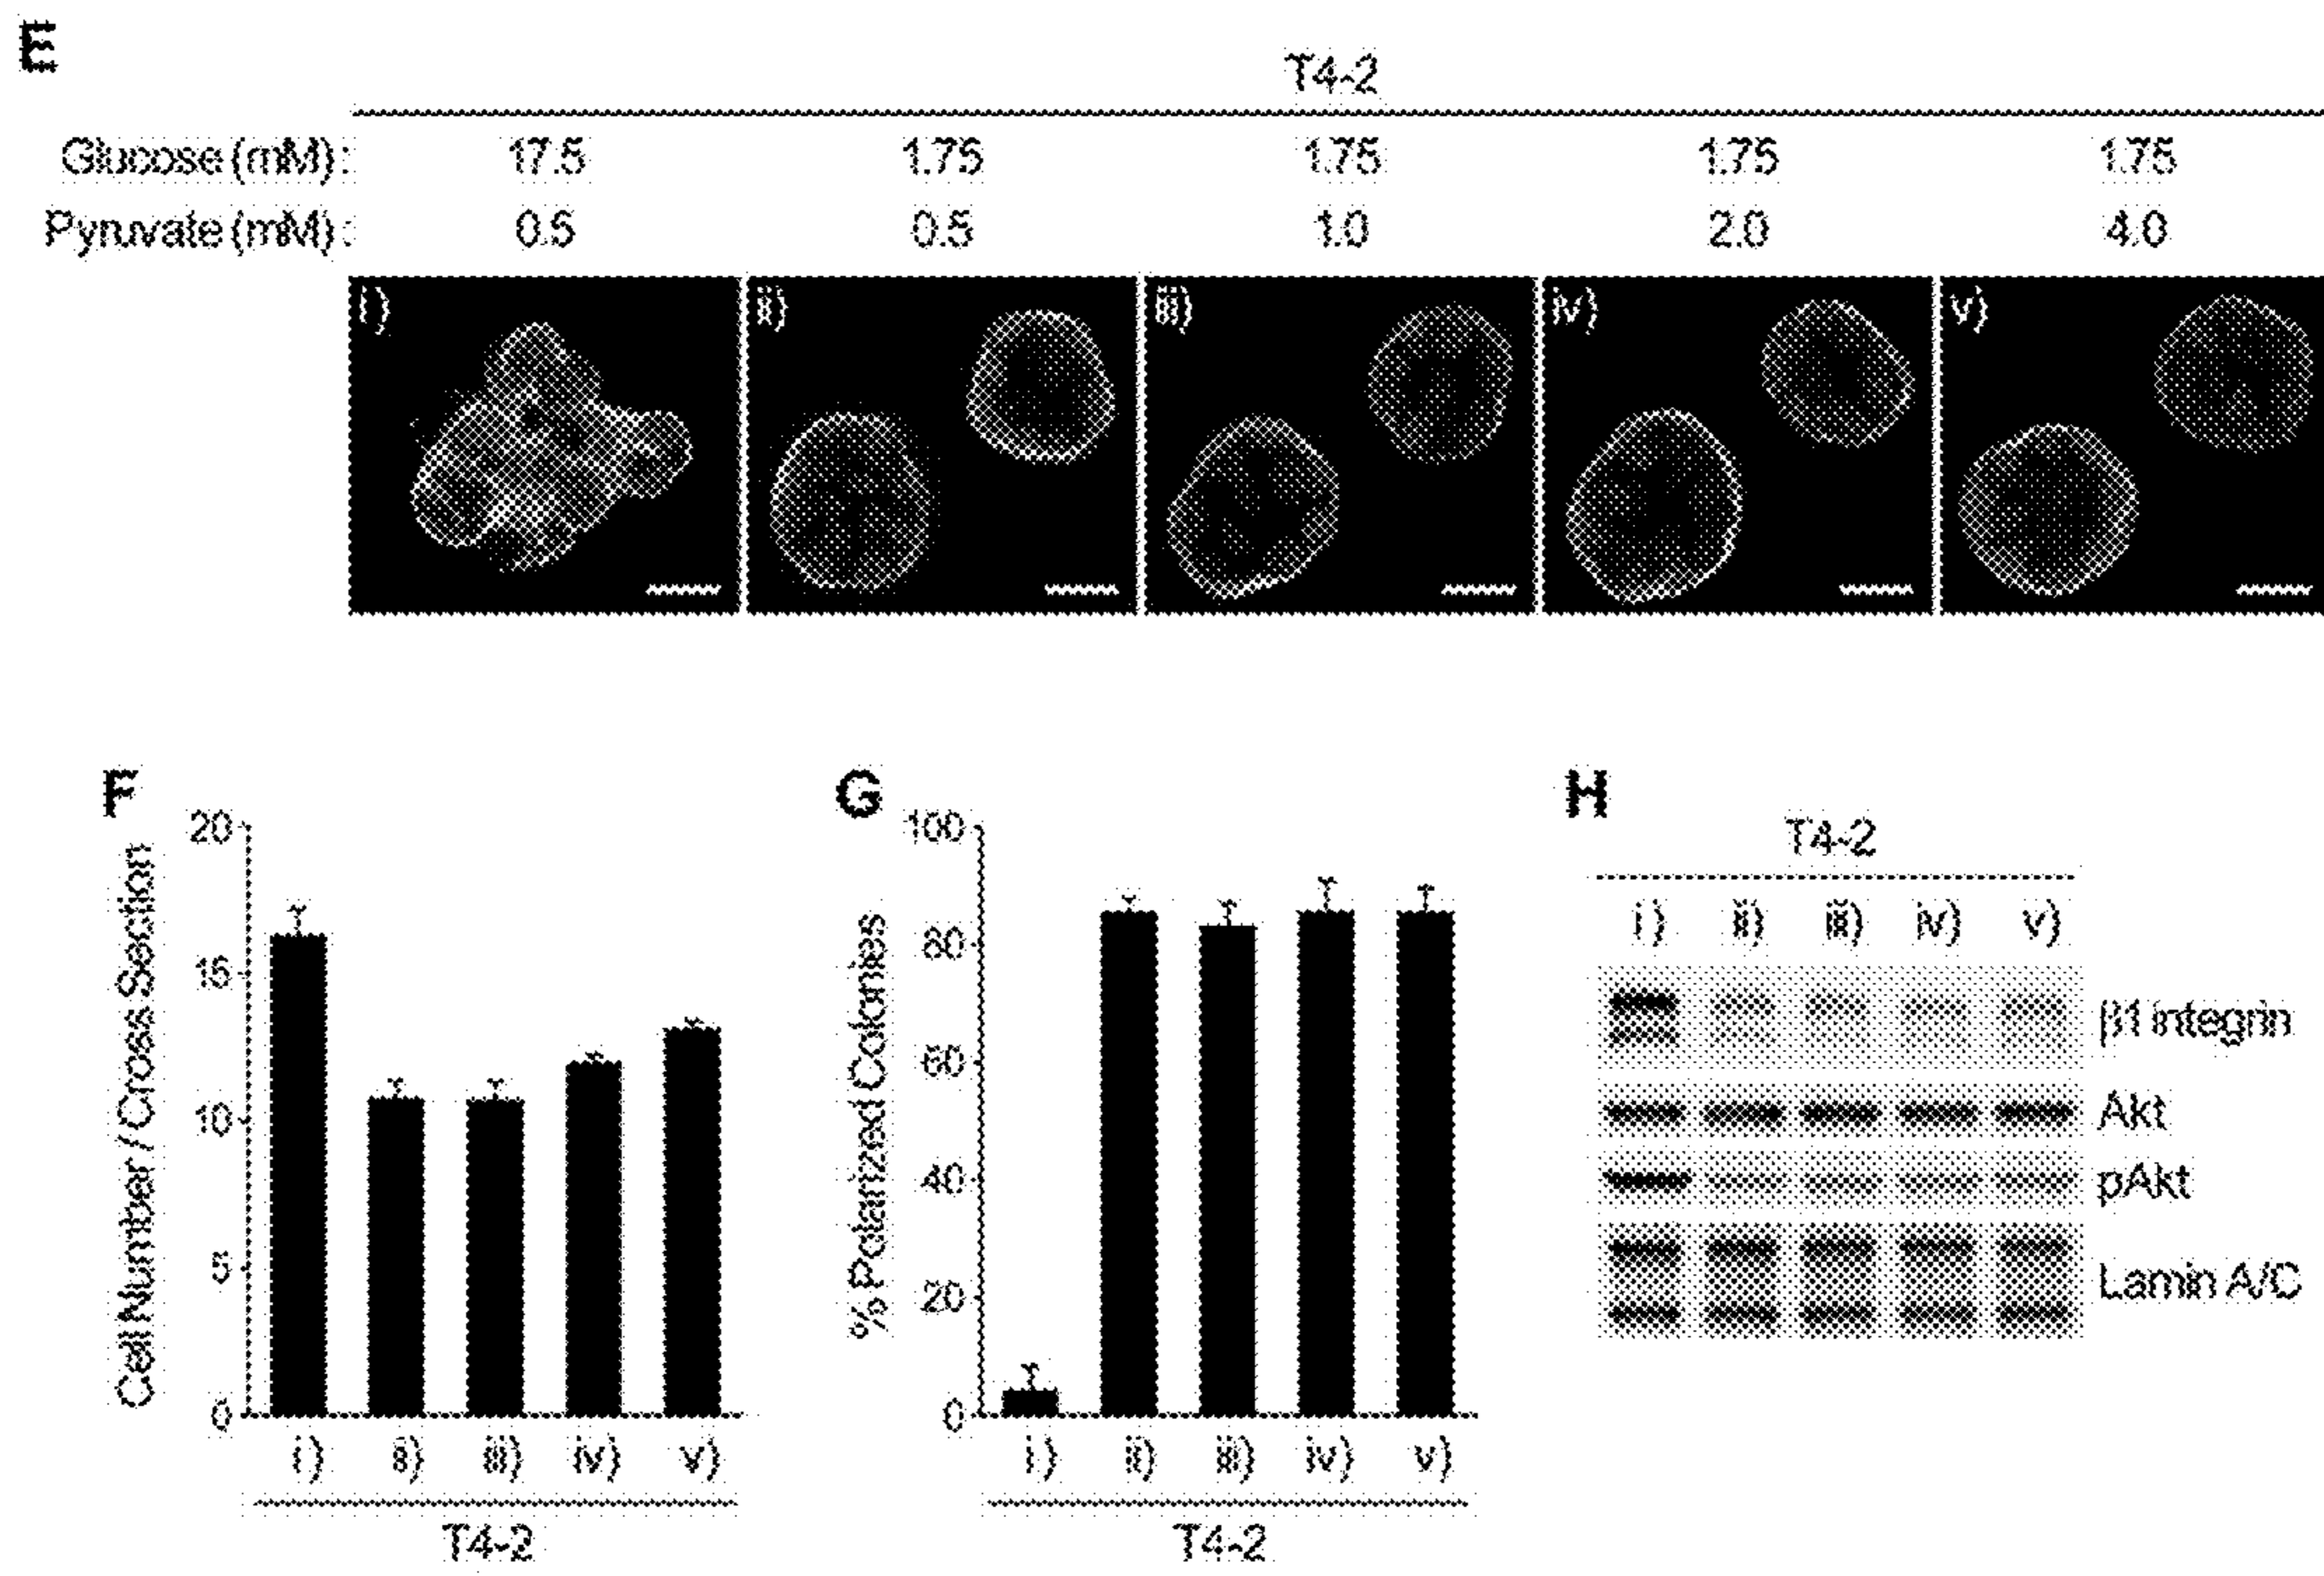 E
T4-2
Glucose (mM) : 17.5 1.75 1.75 1.75 1.75
Pyruvate (mM) : 0.5 0.5 1.0 2.0 4.0
i) ii) iii) iv) v)
F
20
15
10
5
0
Cell Number / Cross Section
i) ii) iii) iv) v)
T4-2
G
100
80
60
40
20
0
% Polarized Colonies
i) ii) iii) iv) v)
T4-2
H
T4-2
i) ii) iii) iv) v)
β1 integrin
Akt
pAkt
Lamin A/C